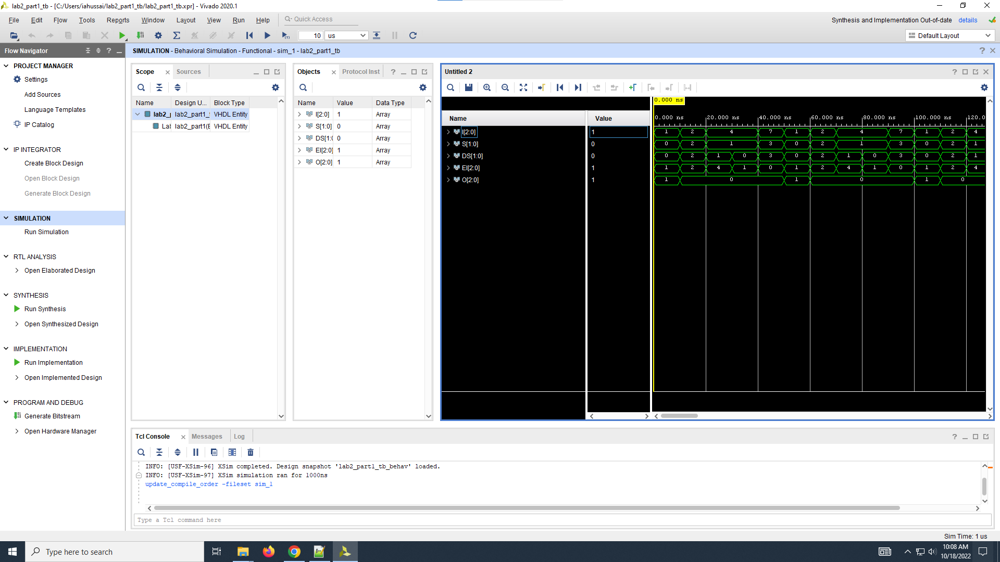 lab2_part1_tb - [C:/Users/iahussai/lab2_part1_tb/lab2_part1_tb.xpr] - Vivado 2020.1
File Edit Flow Tools Reports Window Layout View Run Help Quick Access
Synthesis and Implementation Out-of-date details
10 us
Default Layout
Flow Navigator
PROJECT MANAGER
Settings
Add Sources
Language Templates
IP Catalog
IP INTEGRATOR
Create Block Design
Open Block Design
Generate Block Design
SIMULATION
Run Simulation
RTL ANALYSIS
Open Elaborated Design
SYNTHESIS
Run Synthesis
Open Synthesized Design
IMPLEMENTATION
Run Implementation
Open Implemented Design
PROGRAM AND DEBUG
Generate Bitstream
Open Hardware Manager
SIMULATION - Behavioral Simulation - Functional - sim_1 - lab2_part1_tb
Scope Sources
Name Design U... Block Type
lab2_p lab2_part1_t VHDL Entity
Lab lab2_part1(B VHDL Entity
Objects Protocol Inst
Name Value Data Type
I[2:0] 1 Array
S[1:0] 0 Array
DS[1:0 0 Array
EI[2:0] 1 Array
O[2:0] 1 Array
Untitled 2
0.000 ns
Name Value
0.000 ns 20.000 ns 40.000 ns 60.000 ns 80.000 ns 100.000 ns 120.0
I[2:0] 1 1 2 4 7 1 2 4 7 1 2 4
S[1:0] 0 0 2 1 3 0 2 1 3 0 2 1
DS[1:0] 0 0 2 1 0 3 0 2 1 0 3 0 2 1
EI[2:0] 1 1 2 4 1 0 1 2 4 1 0 1 2 4
O[2:0] 1 1 0 1 0 1 0
Tcl Console Messages Log
INFO: [USF-XSim-96] XSim completed. Design snapshot 'lab2_part1_tb_behav' loaded.
INFO: [USF-XSim-97] XSim simulation ran for 1000ns
update_compile_order -fileset sim_1
Type a Tcl command here
Sim Time: 1 us
Type here to search
10:08 AM
10/18/2022